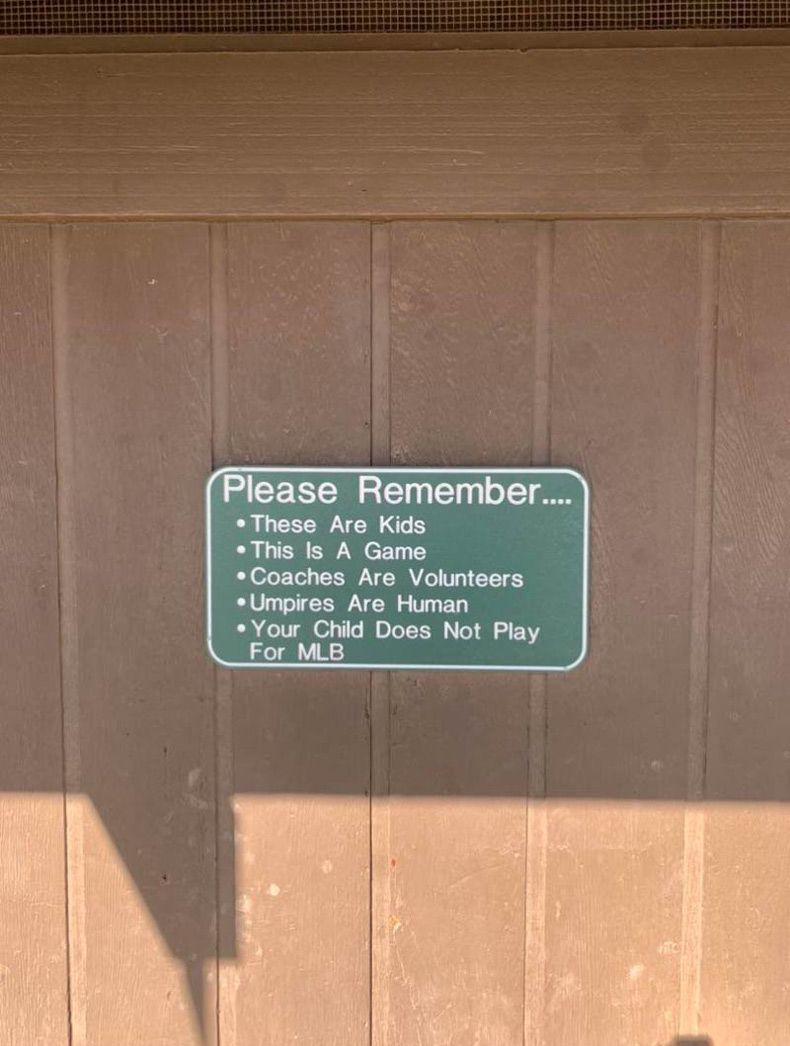 Please Remember....
• These Are Kids
• This Is A Game
• Coaches Are Volunteers
• Umpires Are Human
• Your Child Does Not Play
For MLB